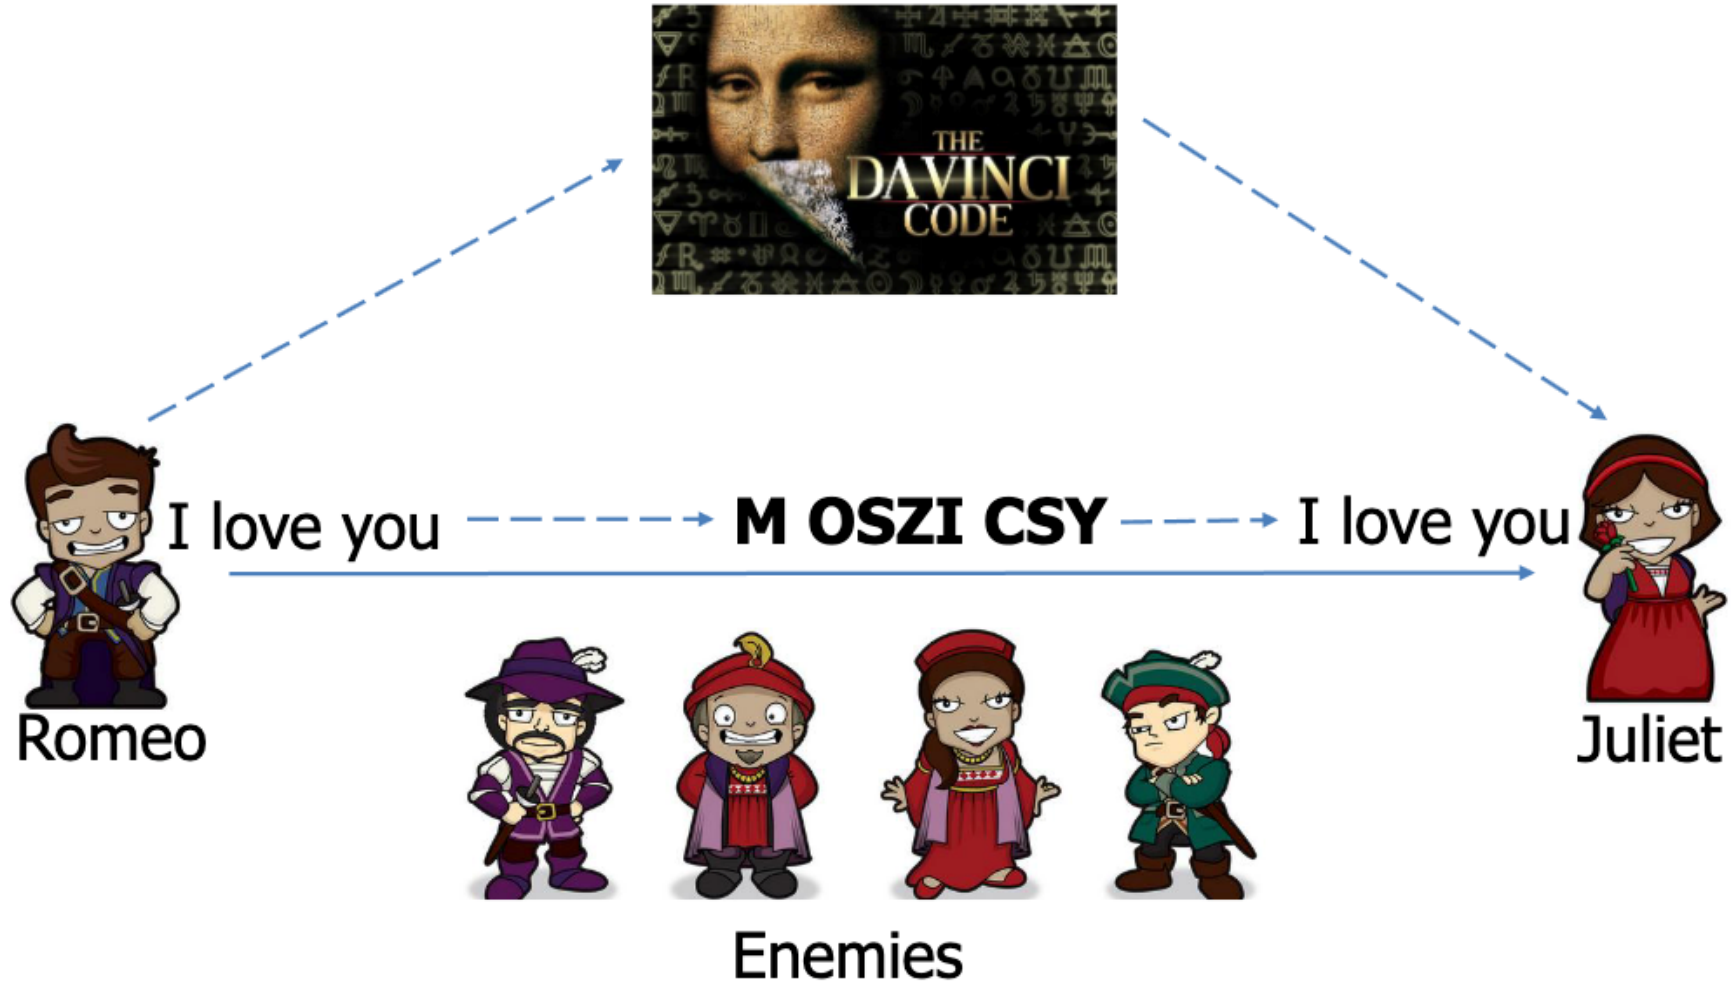 THE
DAVINCI
CODE
I love you
M OSZI CSY
I love you
Romeo
Juliet
Enemies